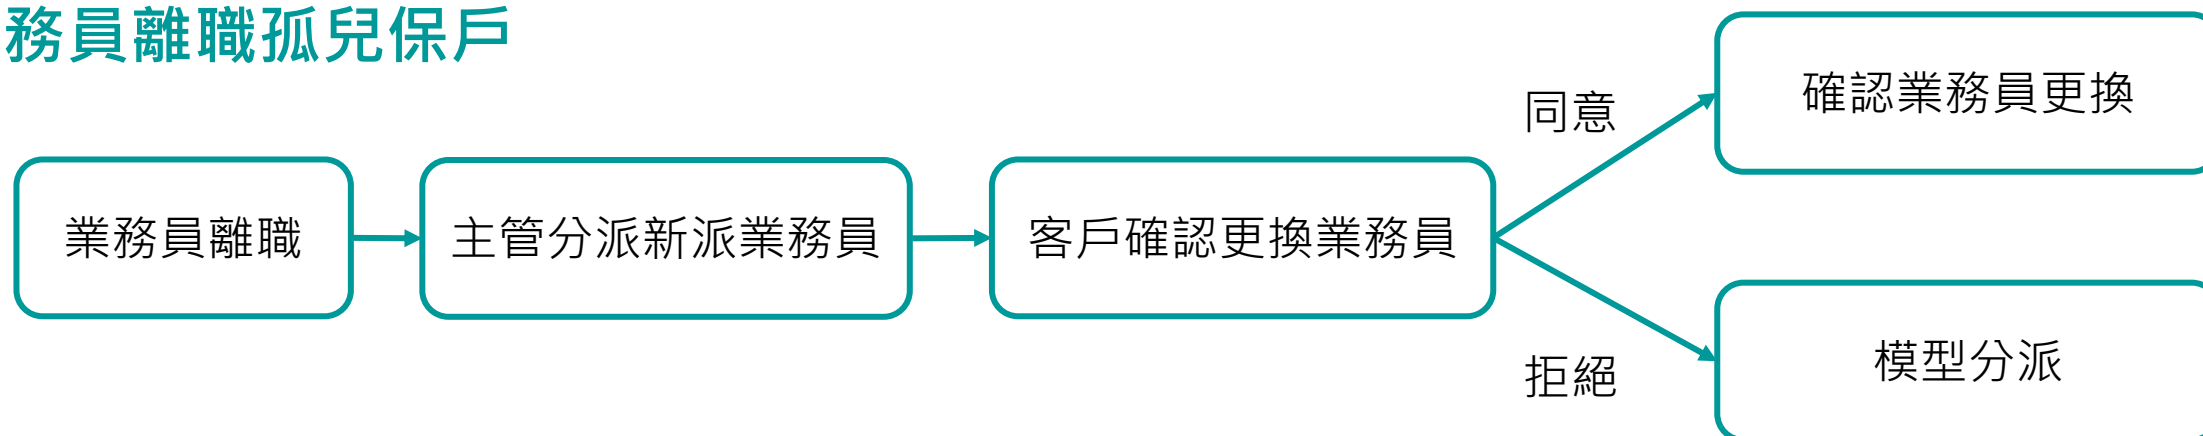 務員離職孤兒保戶
業務員離職
主管分派新派業務員
客戶確認更換業務員
同意
確認業務員更換
拒絕
模型分派